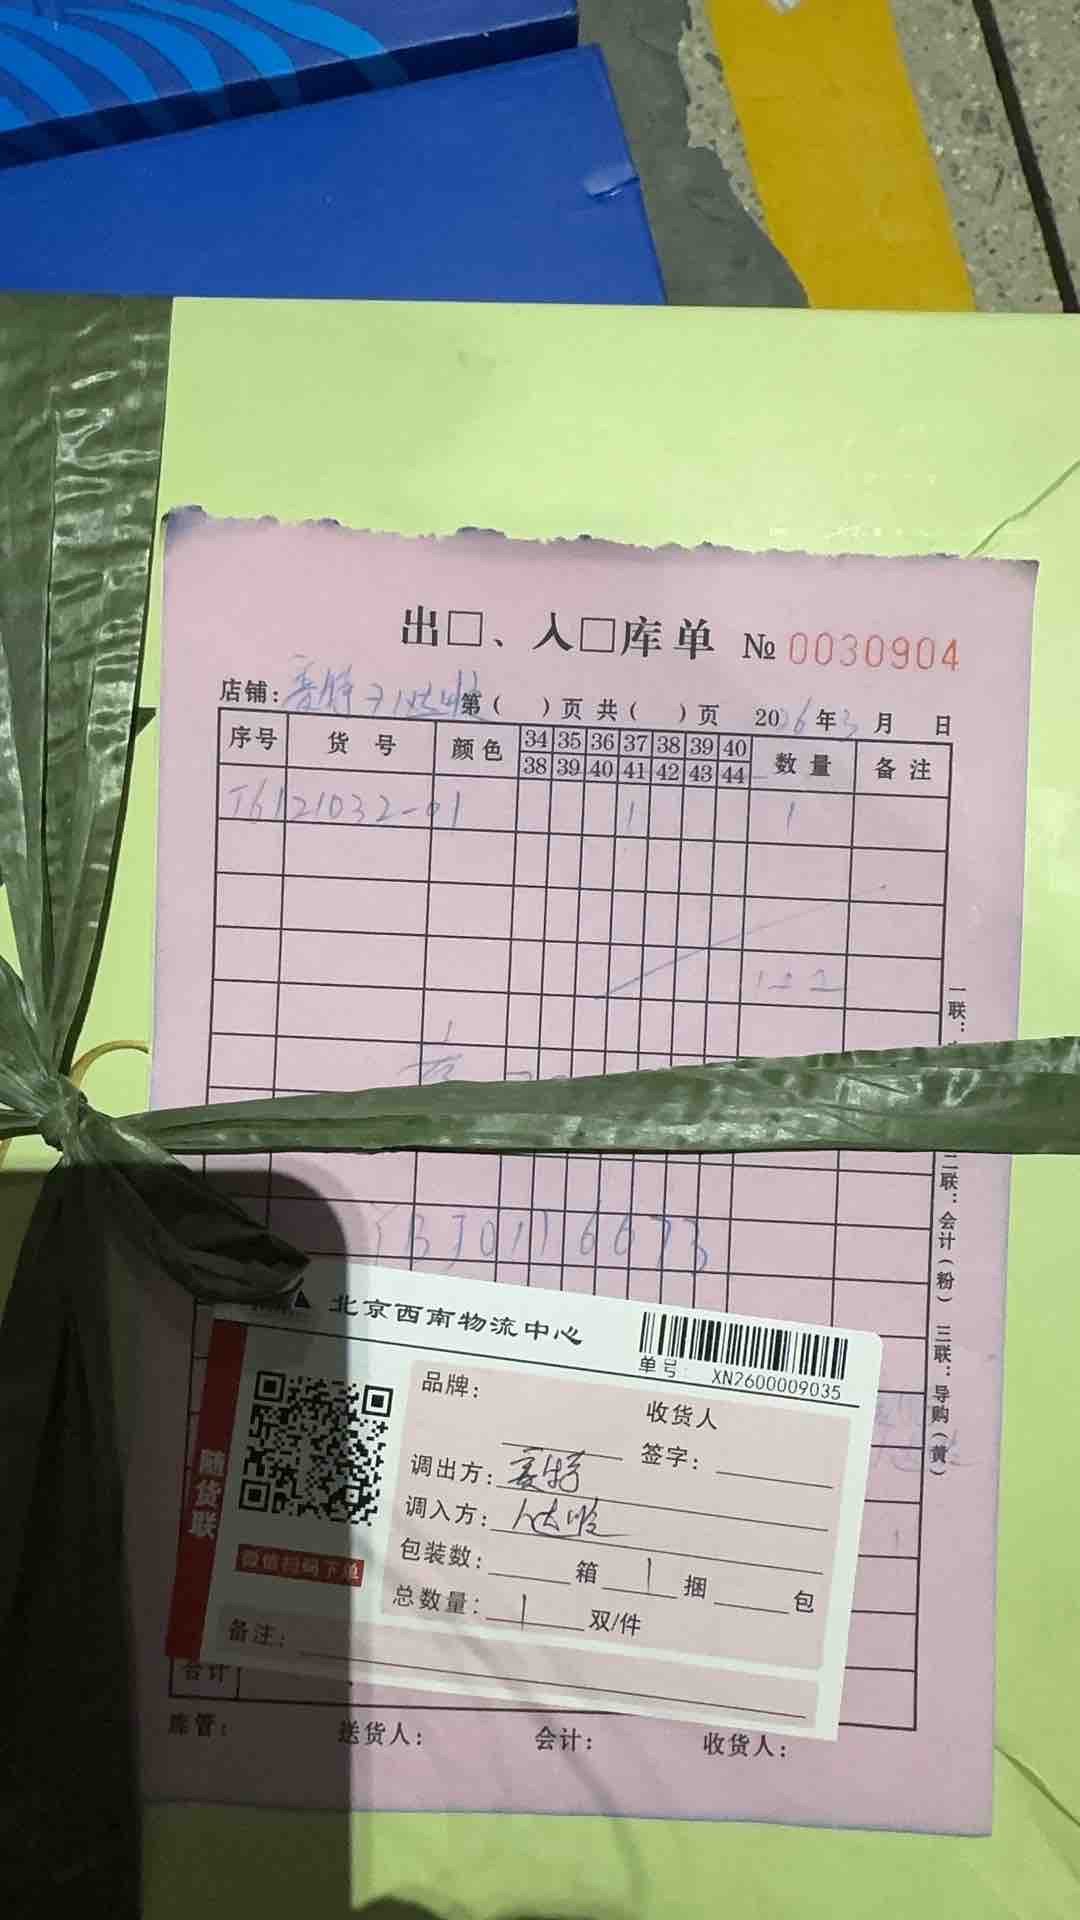 出□、入□库单 № 0030904
店铺: 赛特→ 第( )页 共( )页 2026年3月 日
序号 货号 颜色 34 35 36 37 38 39 40 数量 备注
38 39 40 41 42 43 44
T6121032-01 1 1
一联:
二联:会计(粉) 三联:导购(黄)
北京西南物流中心
单号: XN2600009035
品牌:
收货人
签字:
调出方: 赛特
调入方:
包装数: 箱 1 捆 包
总数量: 1 双/件
备注:
随货联
微信扫码下单
合计
库管: 送货人: 会计: 收货人: